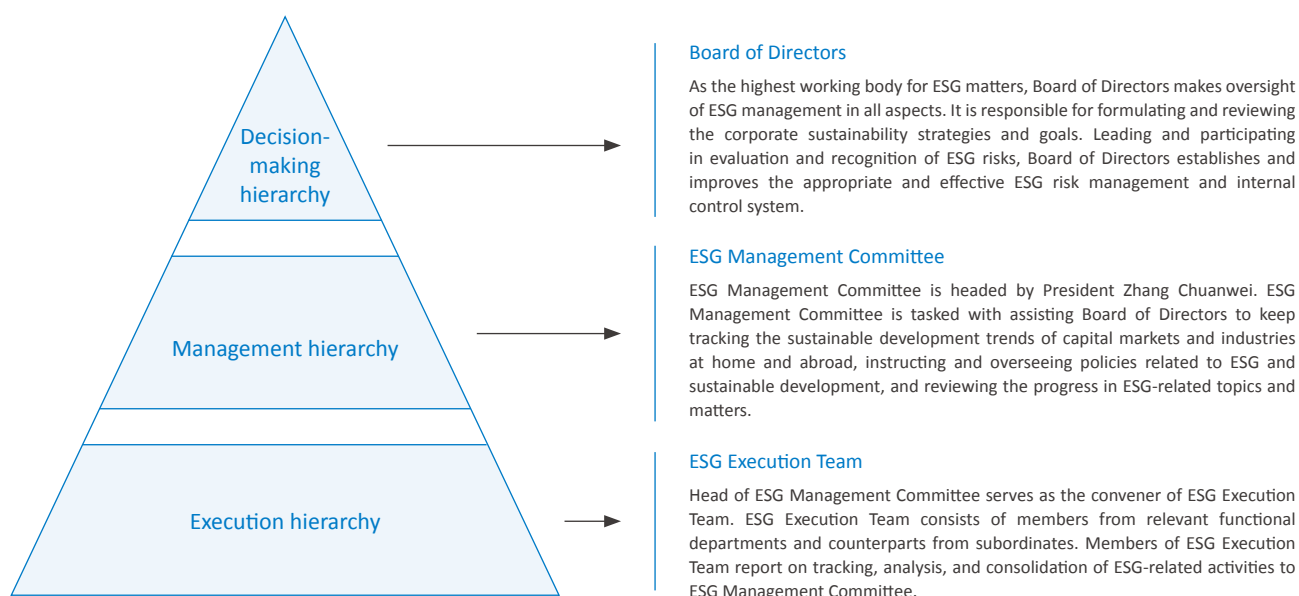 Decision-
making
hierarchy
Board of Directors
As the highest working body for ESG matters, Board of Directors makes oversight
of ESG management in all aspects. It is responsible for formulating and reviewing
the corporate sustainability strategies and goals. Leading and participating
in evaluation and recognition of ESG risks, Board of Directors establishes and
improves the appropriate and effective ESG risk management and internal
control system.
Management hierarchy
ESG Management Committee
ESG Management Committee is headed by President Zhang Chuanwei. ESG
Management Committee is tasked with assisting Board of Directors to keep
tracking the sustainable development trends of capital markets and industries
at home and abroad, instructing and overseeing policies related to ESG and
sustainable development, and reviewing the progress in ESG-related topics and
matters.
Execution hierarchy
ESG Execution Team
Head of ESG Management Committee serves as the convener of ESG Execution
Team. ESG Execution Team consists of members from relevant functional
departments and counterparts from subordinates. Members of ESG Execution
Team report on tracking, analysis, and consolidation of ESG-related activities to
ESG Management Committee.